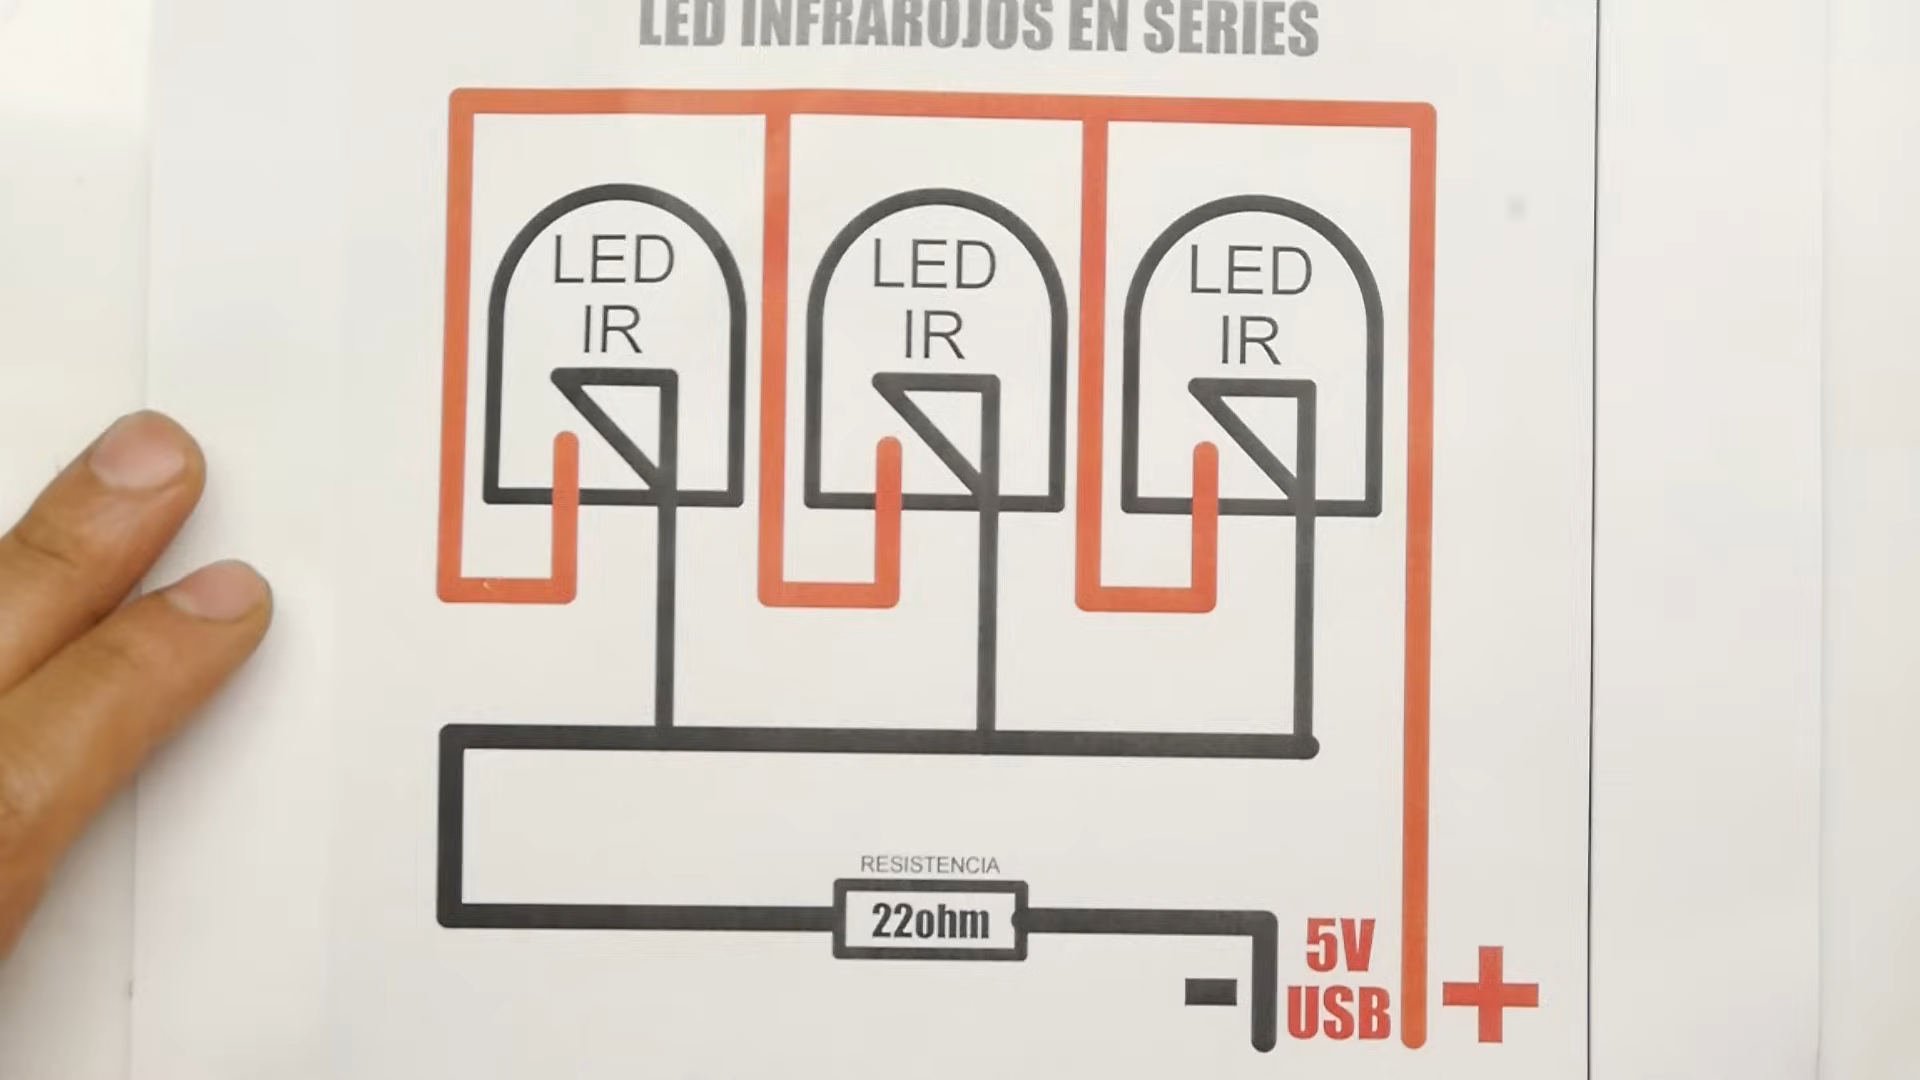 LED INFRAROJOS EN SERIES
LED
IR
LED
IR
LED
IR
RESISTENCIA
22ohm
5V
USB
- +